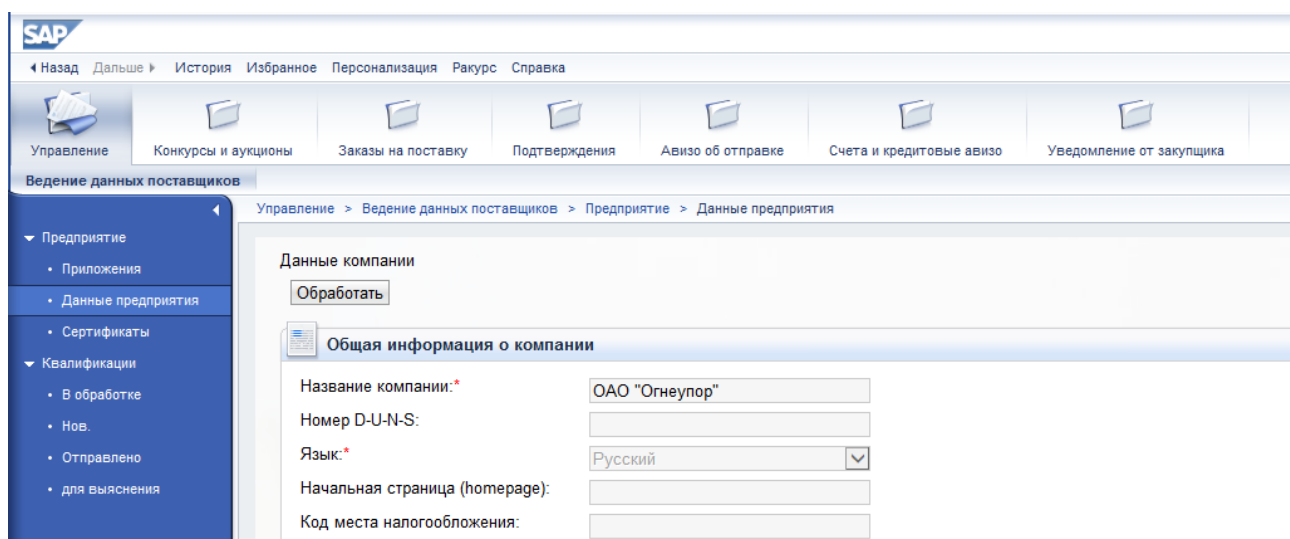 SAP
Назад Дальше История Избранное Персонализация Ракурс Справка
Управление Конкурсы и аукционы Заказы на поставку Подтверждения Авизо об отправке Счета и кредитовые авизо Уведомление от закупщика
Ведение данных поставщиков
Управление > Ведение данных поставщиков > Предприятие > Данные предприятия
Предприятие
• Приложения
• Данные предприятия
• Сертификаты
Квалификации
• В обработке
• Нов.
• Отправлено
• для выяснения
Данные компании
Обработать
Общая информация о компании
Название компании:* ОАО "Огнеупор"
Номер D-U-N-S:
Язык:* Русский
Начальная страница (homepage):
Код места налогообложения: